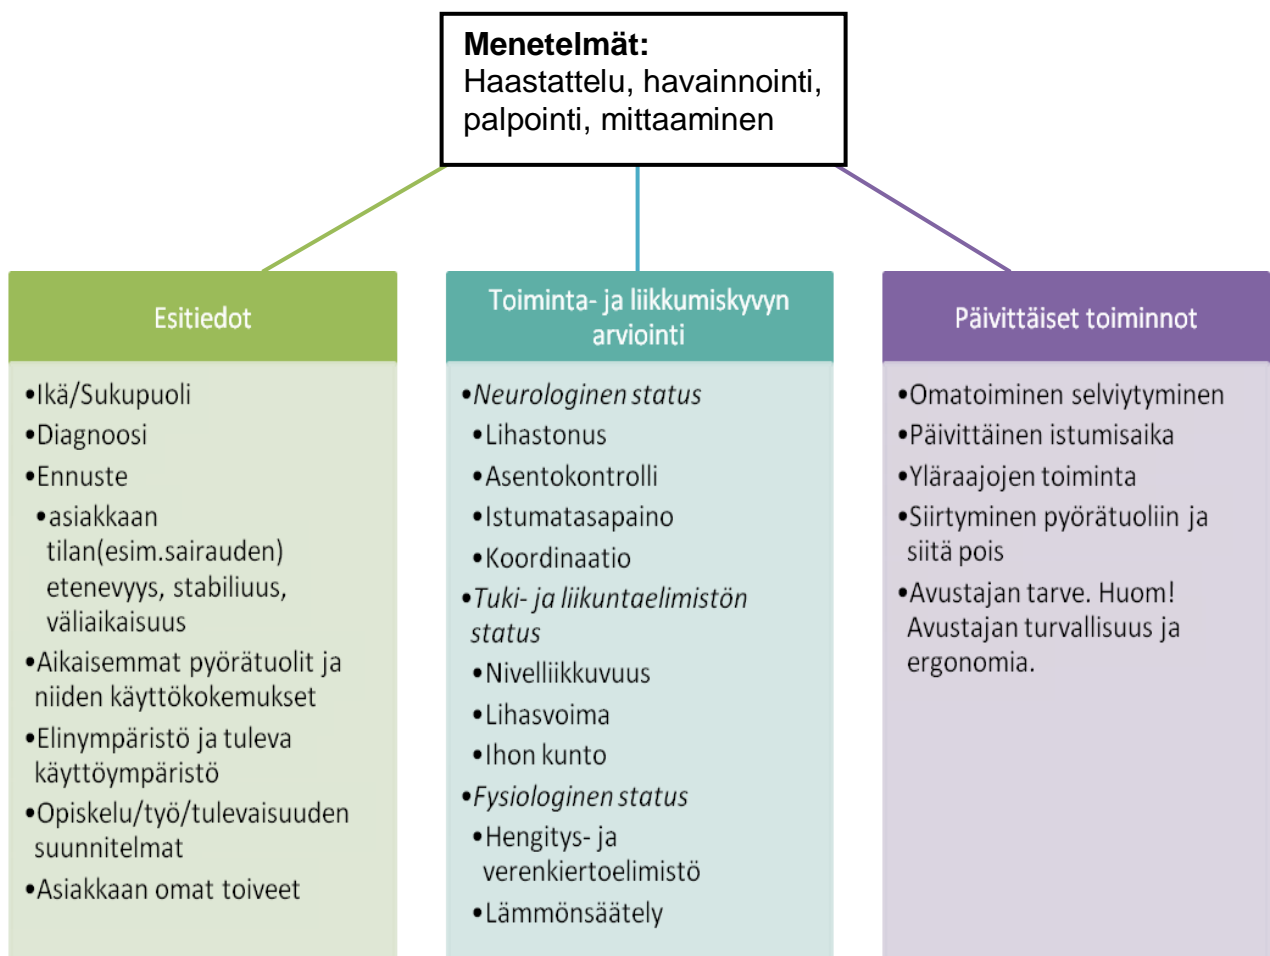 Menetelmät:
Haastattelu, havainnointi,
palpointi, mittaaminen
Esitiedot
•Ikä/Sukupuoli
•Diagnoosi
•Ennuste
•asiakkaan
tilan(esim.sairauden)
etenevyys, stabiliuus,
väliaikaisuus
•Aikaisemmat pyörätuolit ja
niiden käyttökokemukset
•Elinympäristö ja tuleva
käyttöympäristö
•Opiskelu/työ/tulevaisuuden
suunnitelmat
•Asiakkaan omat toiveet
Toiminta- ja liikkumiskyvyn
arviointi
•Neurologinen status
•Lihastonus
•Asentokontrolli
•Istumatasapaino
•Koordinaatio
•Tuki- ja liikuntaelimistön
status
•Nivelliikkuvuus
•Lihasvoima
•Ihon kunto
•Fysiologinen status
•Hengitys- ja
verenkiertoelimistö
•Lämmönsäätely
Päivittäiset toiminnot
•Omatoiminen selviytyminen
•Päivittäinen istumisaika
•Yläraajojen toiminta
•Siirtyminen pyörätuoliin ja
siitä pois
•Avustajan tarve. Huom!
Avustajan turvallisuus ja
ergonomia.